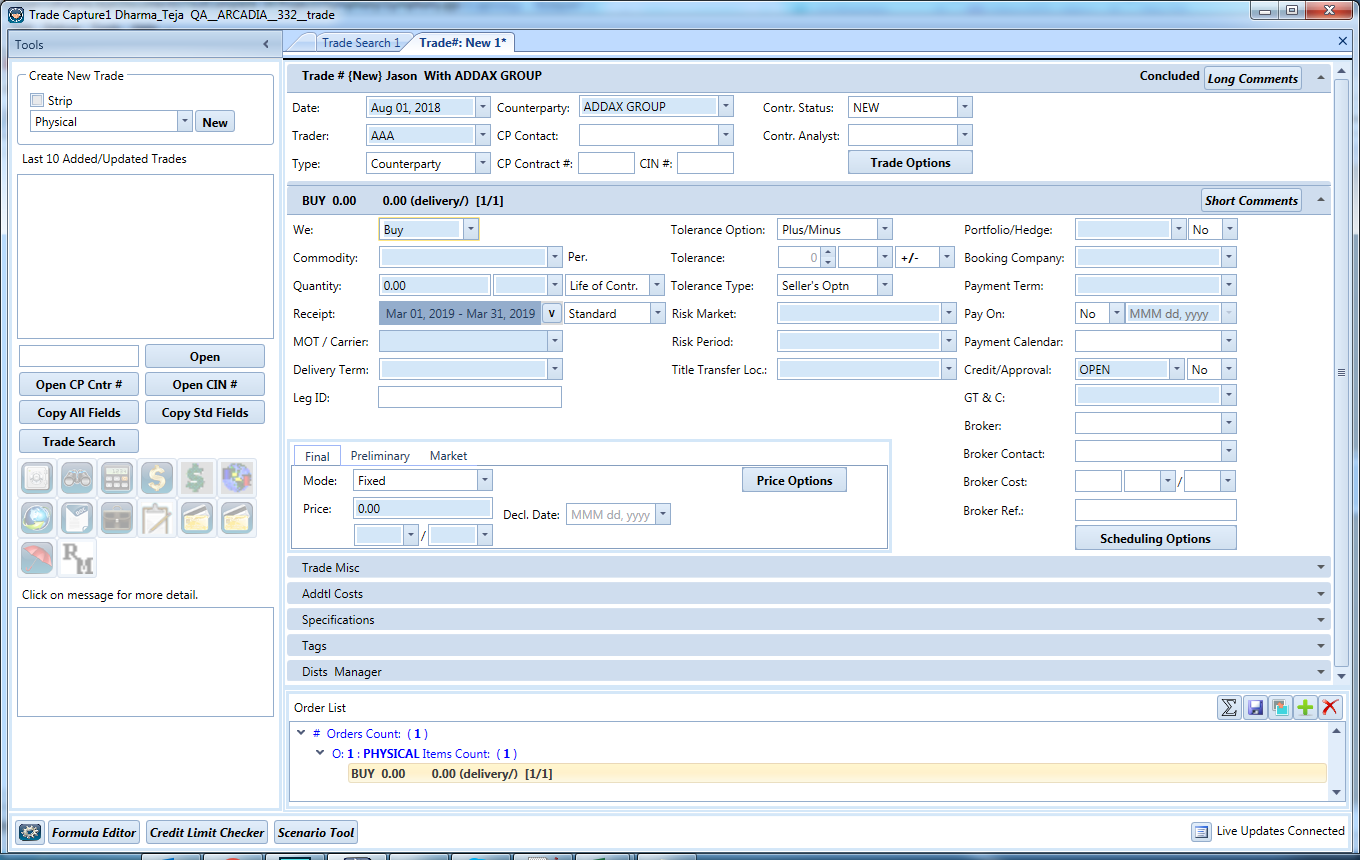 Trade Capture1 Dharma_Teja QA__ARCADIA__332__trade
Tools
Create New Trade
Strip
Physical
New
Last 10 Added/Updated Trades
Open
Open CP Cntr #
Open CIN #
Copy All Fields
Copy Std Fields
Trade Search
RM
Click on message for more detail.
Trade Search 1
Trade#: New 1*
Trade # {New} Jason With ADDAX GROUP
Concluded
Long Comments
Date: Aug 01, 2018 Counterparty: ADDAX GROUP Contr. Status: NEW
Trader: AAA CP Contact: Contr. Analyst:
Type: Counterparty CP Contract #: CIN #: Trade Options
BUY 0.00 0.00 (delivery/) [1/1]
Short Comments
We: Buy Tolerance Option: Plus/Minus Portfolio/Hedge: No
Commodity: Per. Tolerance: 0 +/- Booking Company:
Quantity: 0.00 Life of Contr. Tolerance Type: Seller's Optn Payment Term:
Receipt: Mar 01, 2019 - Mar 31, 2019 v Standard Risk Market: Pay On: No MMM dd, yyyy
MOT / Carrier: Risk Period: Payment Calendar:
Delivery Term: Title Transfer Loc.: Credit/Approval: OPEN No
Leg ID: GT & C:
Broker:
Broker Contact:
Broker Cost: /
Broker Ref.:
Scheduling Options
Final Preliminary Market
Mode: Fixed Price Options
Price: 0.00 Decl. Date: MMM dd, yyyy
/
Trade Misc
Addtl Costs
Specifications
Tags
Dists Manager
Order List
# Orders Count: ( 1 )
O: 1 : PHYSICAL Items Count: ( 1 )
BUY 0.00 0.00 (delivery/) [1/1]
Formula Editor
Credit Limit Checker
Scenario Tool
Live Updates Connected